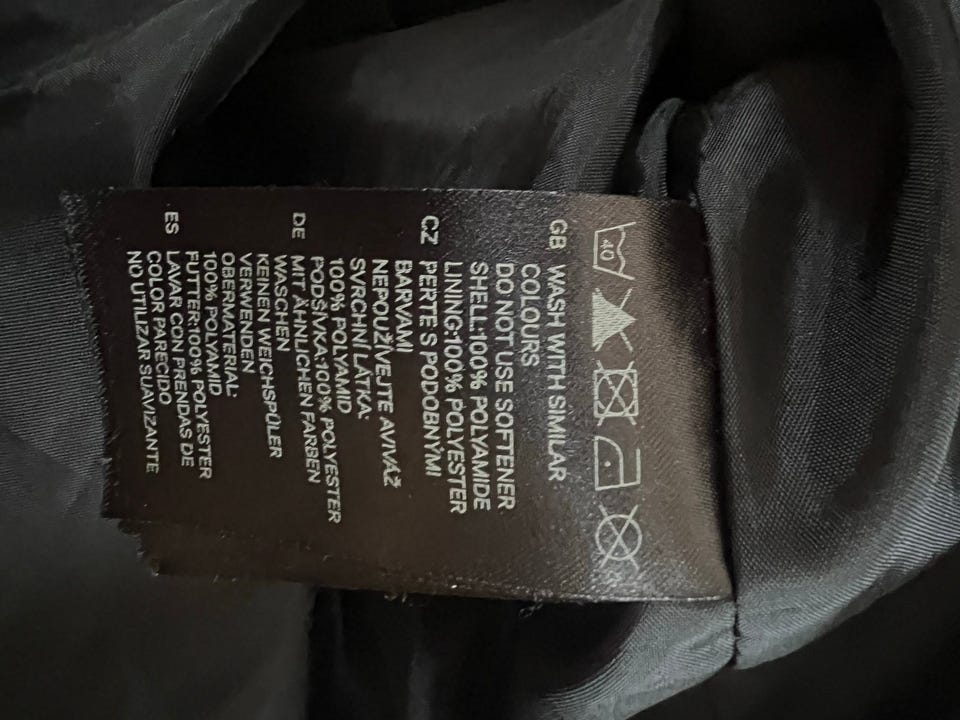 40
GB WASH WITH SIMILAR
COLOURS
DO NOT USE SOFTENER
SHELL:100% POLYAMIDE
LINING:100% POLYESTER
CZ PERTE S PODOBNÝMI
BARVAMI
NEPOUŽÍVEJTE AVIVÁŽ
SVRCHNÍ LÁTKA:
100% POLYAMID
PODŠÍVKA:100% POLYESTER
DE MIT ÄHNLICHEN FARBEN
WASCHEN
KEINEN WEICHSPÜLER
VERWENDEN
OBERMATERIAL:
100% POLYAMID
FUTTER:100% POLYESTER
ES LAVAR CON PRENDAS DE
COLOR PARECIDO
NO UTILIZAR SUAVIZANTE